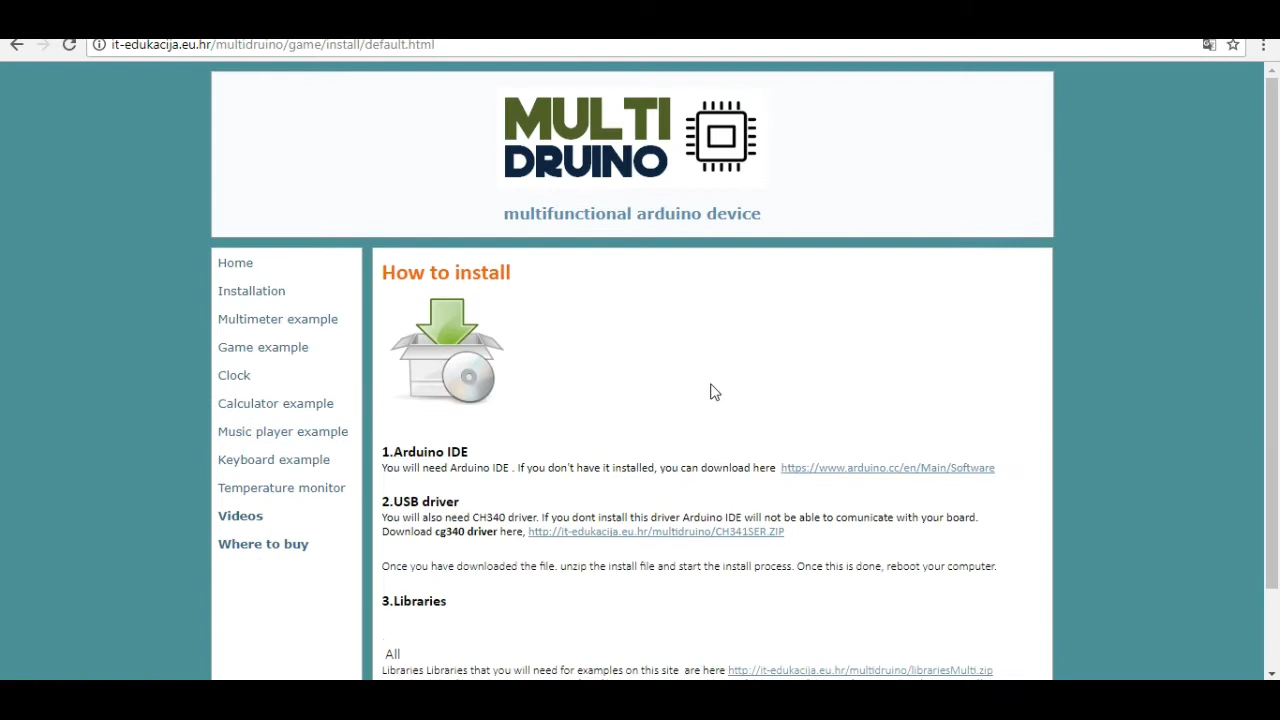 it-edukacija.eu.hr/multidruino/game/install/default.html
MULTI
DRUINO
multifunctional arduino device
Home
Installation
Multimeter example
Game example
Clock
Calculator example
Music player example
Keyboard example
Temperature monitor
Videos
Where to buy
How to install
1.Arduino IDE
You will need Arduino IDE . If you don't have it installed, you can download here https://www.arduino.cc/en/Main/Software
2.USB driver
You will also need CH340 driver. If you dont install this driver Arduino IDE will not be able to comunicate with your board.
Download cg340 driver here, http://it-edukacija.eu.hr/multidruino/CH341SER.ZIP
Once you have downloaded the file. unzip the install file and start the install process. Once this is done, reboot your computer.
3.Libraries
All
Libraries Libraries that you will need for examples on this site are here http://it-edukacija.eu.hr/multidruino/librariesMulti.zip